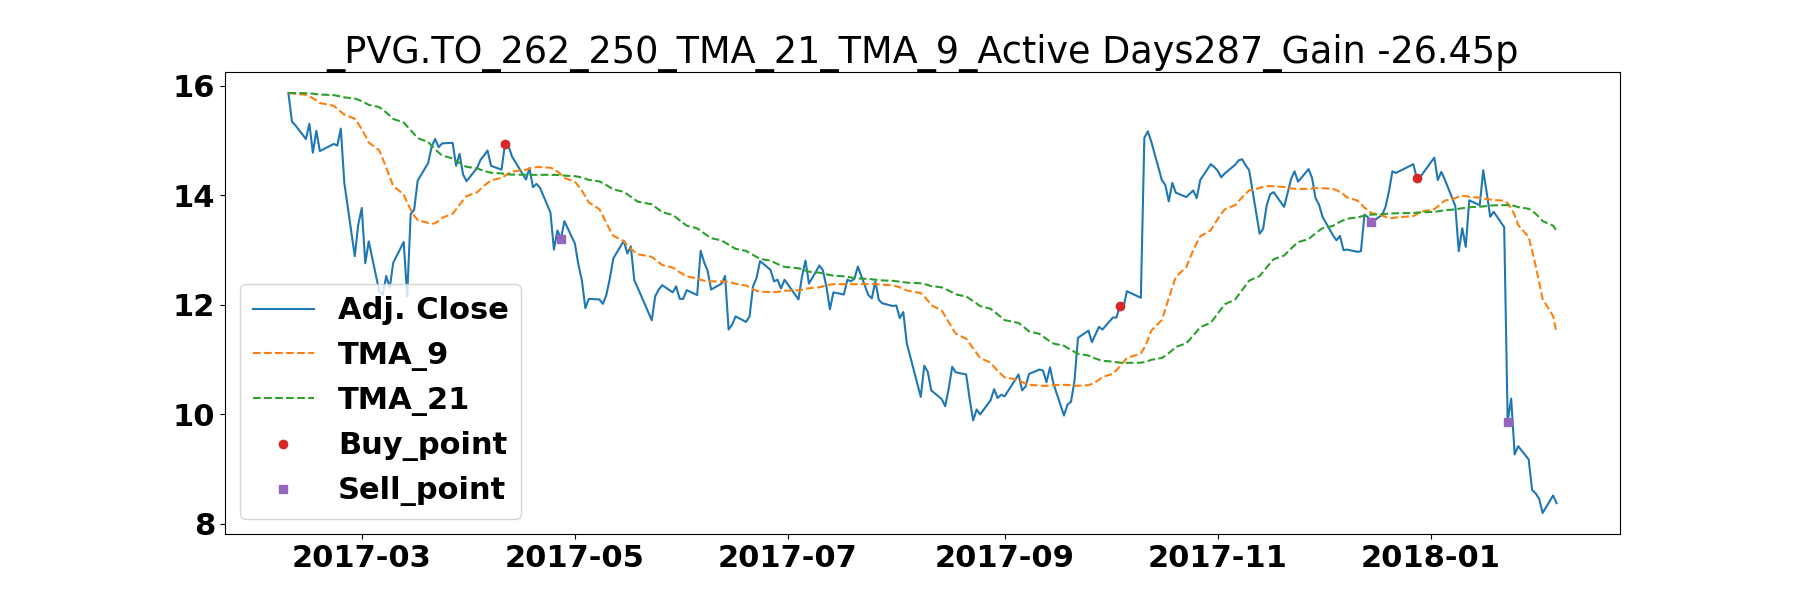 _PVG.TO_262_250_TMA_21_TMA_9_Active Days287_Gain -26.45p
16
14
12
10
8
Adj. Close
TMA_9
TMA_21
Buy_point
Sell_point
2017-03 2017-05 2017-07 2017-09 2017-11 2018-01